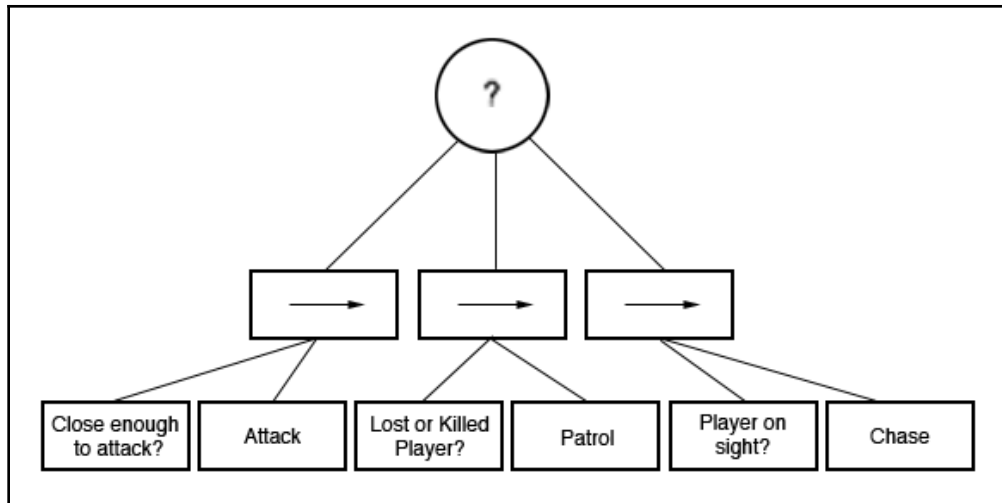 ?
Close enough
to attack?
Attack
Lost or Killed
Player?
Patrol
Player on
sight?
Chase